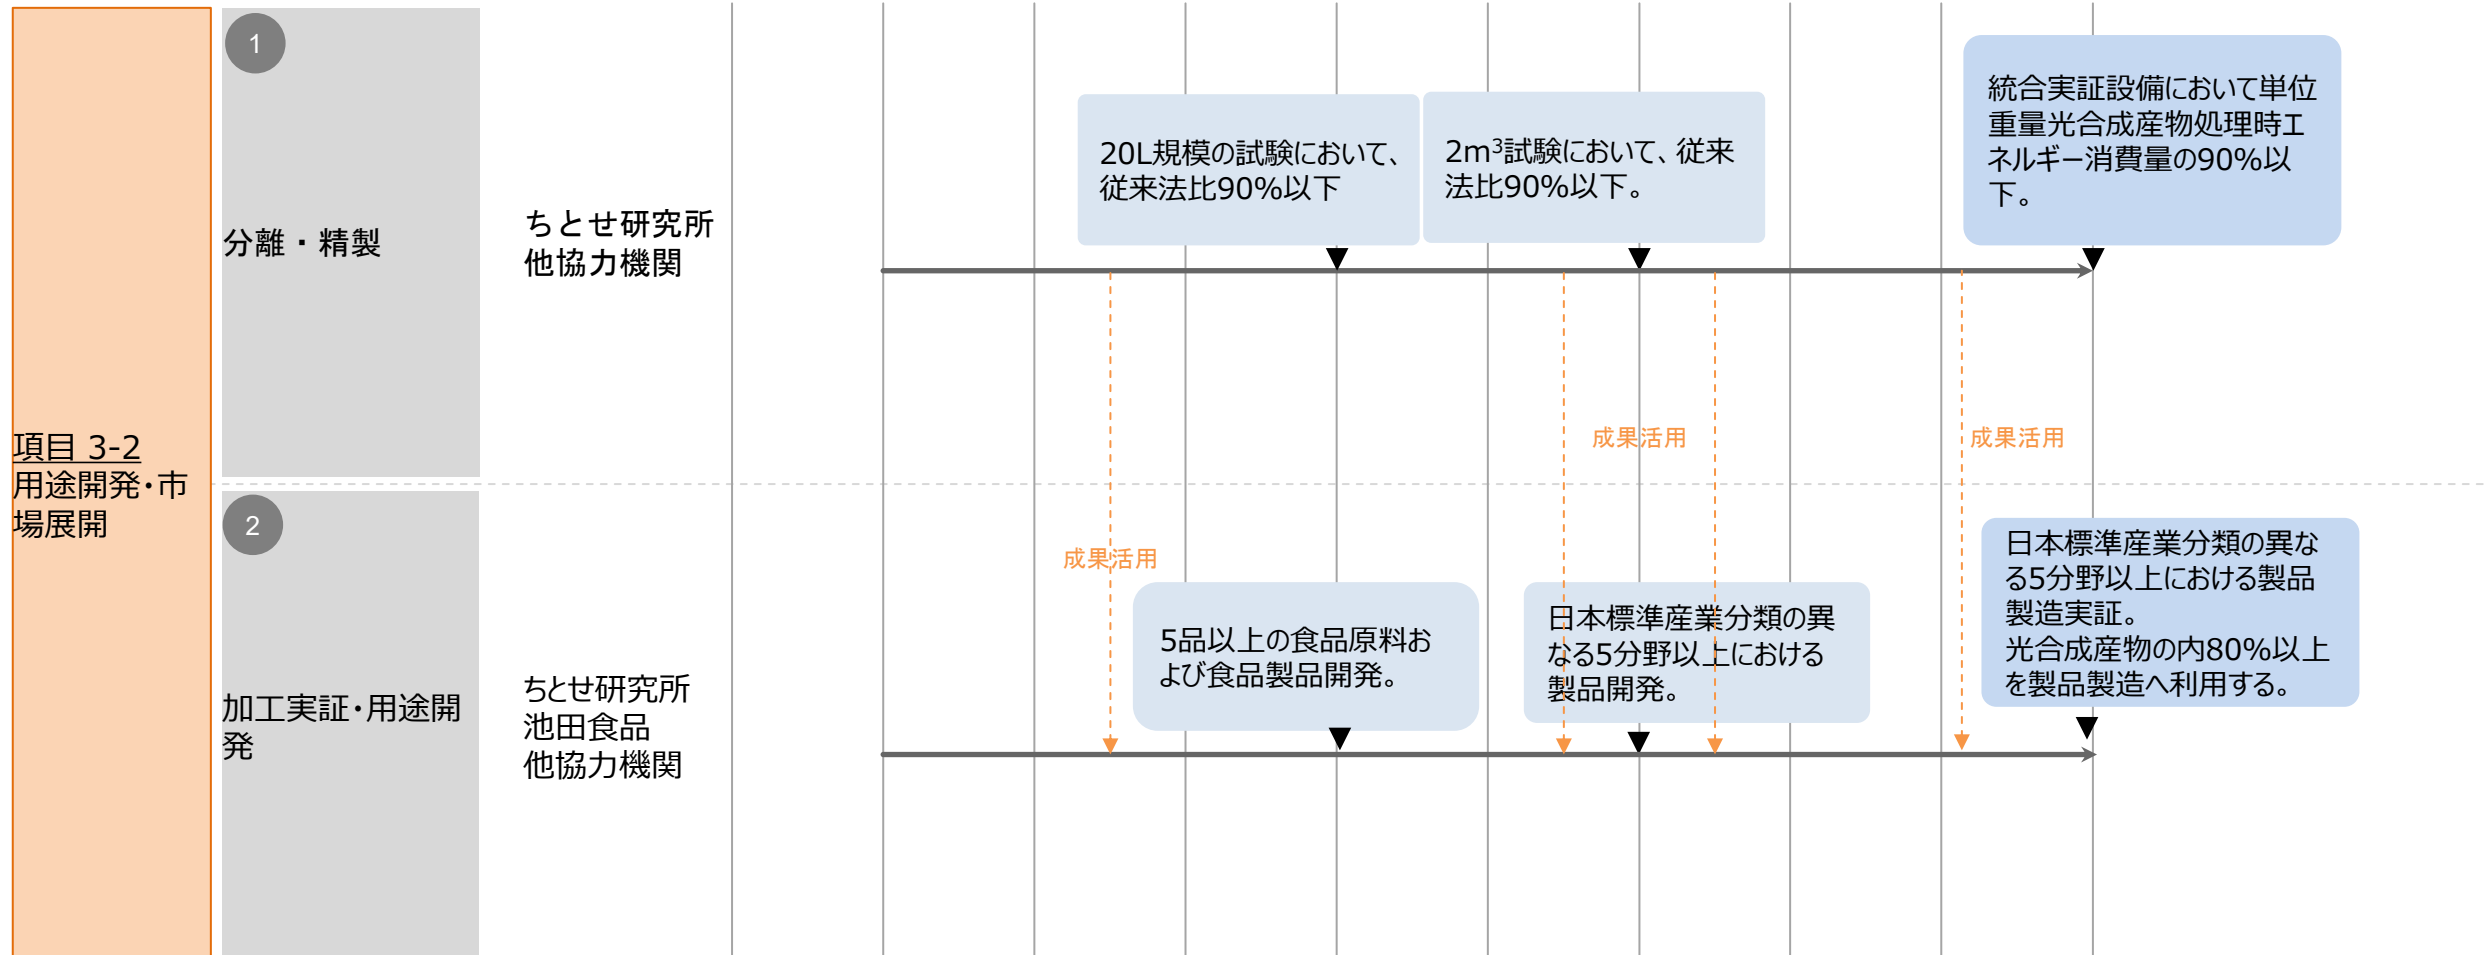 項目 3-2
用途開発・市
場展開
1
分離・精製
ちとせ研究所
他協力機関
20L規模の試験において、
従来法比90%以下
2m³試験において、従来
法比90%以下。
統合実証設備において単位
重量光合成産物処理時エ
ネルギー消費量の90%以
下。
成果活用
成果活用
成果活用
2
加工実証・用途開
発
ちとせ研究所
池田食品
他協力機関
5品以上の食品原料お
よび食品製品開発。
日本標準産業分類の異
なる5分野以上における
製品開発。
日本標準産業分類の異な
る5分野以上における製品
製造実証。
光合成産物の内80%以上
を製品製造へ利用する。